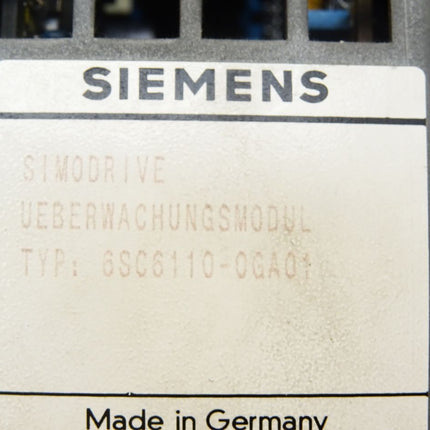 SIEMENS
SIMODRIVE
UEBERWACHUNGSMODUL
TYP: 6SC6110-0GA01
Made in Germany